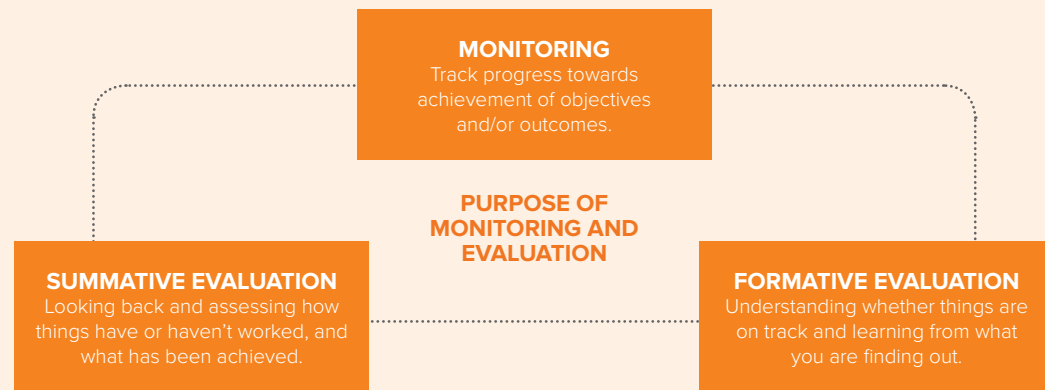 MONITORING
Track progress towards
achievement of objectives
and/or outcomes.
PURPOSE OF
MONITORING AND
EVALUATION
SUMMATIVE EVALUATION
Looking back and assessing how
things have or haven’t worked, and
what has been achieved.
FORMATIVE EVALUATION
Understanding whether things are
on track and learning from what
you are finding out.